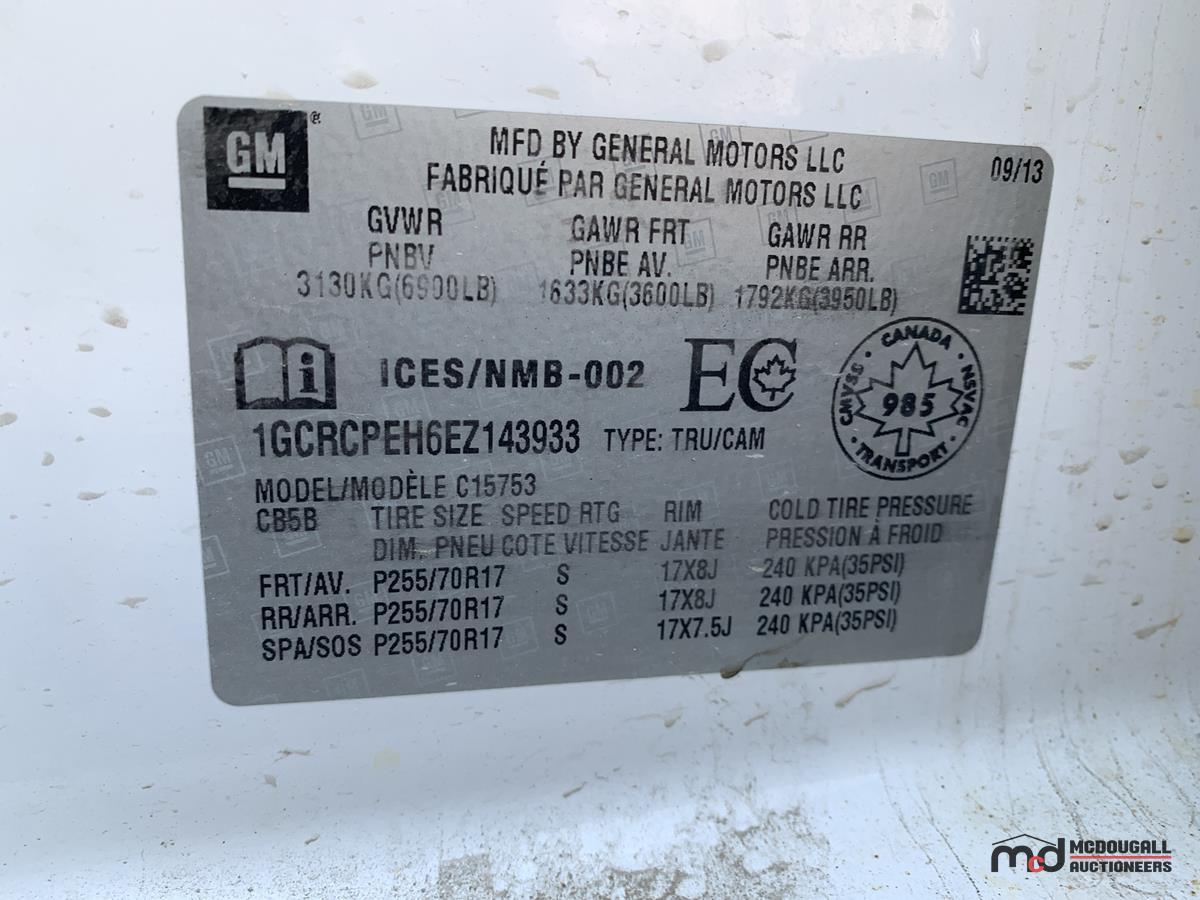 GM
MFD BY GENERAL MOTORS LLC
09/13
FABRIQUÉ PAR GENERAL MOTORS LLC
GVWR GAWR FRT GAWR RR
PNBV PNBE AV. PNBE ARR.
3130KG(6900LB) 1633KG(3600LB) 1792KG(3950LB)
i ICES/NMB-002 EC
CANADA
CMVSS 985 NSVAC
TRANSPORT
1GCRCPEH6EZ143933 TYPE: TRU/CAM
MODEL/MODÈLE C15753
CB5B TIRE SIZE SPEED RTG RIM COLD TIRE PRESSURE
DIM. PNEU COTE VITESSE JANTE PRESSION À FROID
FRT/AV. P255/70R17 S 17X8J 240 KPA(35PSI)
RR/ARR. P255/70R17 S 17X8J 240 KPA(35PSI)
SPA/SOS P255/70R17 S 17X7.5J 240 KPA(35PSI)
mcd MCDOUGALL
AUCTIONEERS